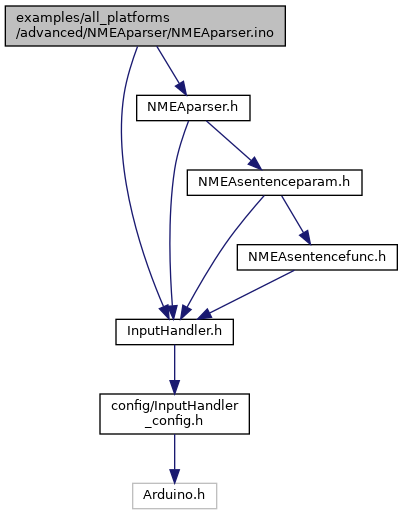 examples/all_platforms
/advanced/NMEAparser/NMEAparser.ino
NMEAparser.h
NMEAsentenceparam.h
NMEAsentencefunc.h
InputHandler.h
config/InputHandler
_config.h
Arduino.h